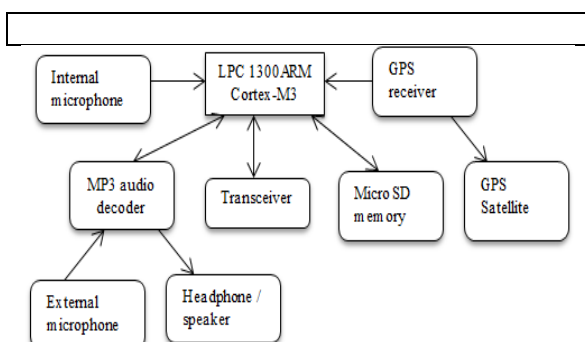 Internal
microphone
LPC 1300ARM
Cortex-M3
GPS
receiver
MP3 audio
decoder
Transceiver
Micro SD
memory
GPS
Satellite
External
microphone
Headphone /
speaker